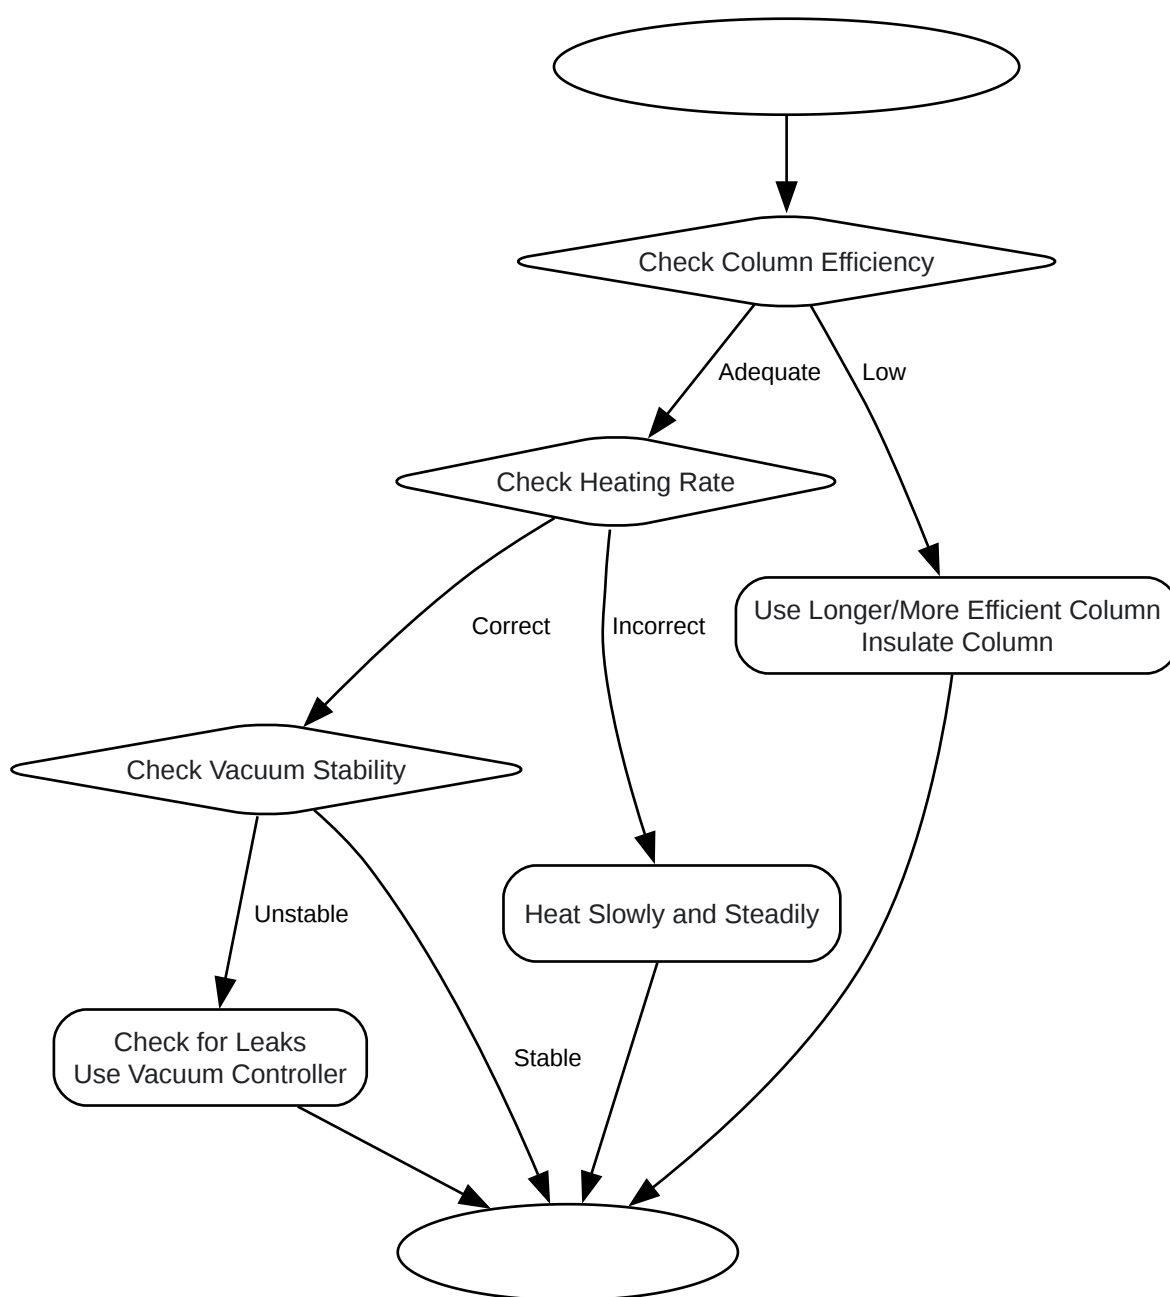 Check Column Efficiency
Adequate
Low
Check Heating Rate
Correct
Incorrect
Use Longer/More Efficient Column
Insulate Column
Check Vacuum Stability
Unstable
Heat Slowly and Steadily
Check for Leaks
Use Vacuum Controller
Stable